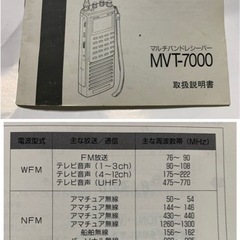 マルチバンドレシーバー
MVT-7000
取扱説明書
電波型式 主な放送／通信 主な周波数帯（MHz）
WFM FM放送 76～ 90
テレビ音声（1～3ch） 90～108
テレビ音声（4～12ch） 175～222
テレビ音声（UHF） 475～770
NFM アマチュア無線 50～ 54
アマチュア無線 144～146
アマチュア無線 430～440
アマチュア無線 1260～1300
船舶無線 156～